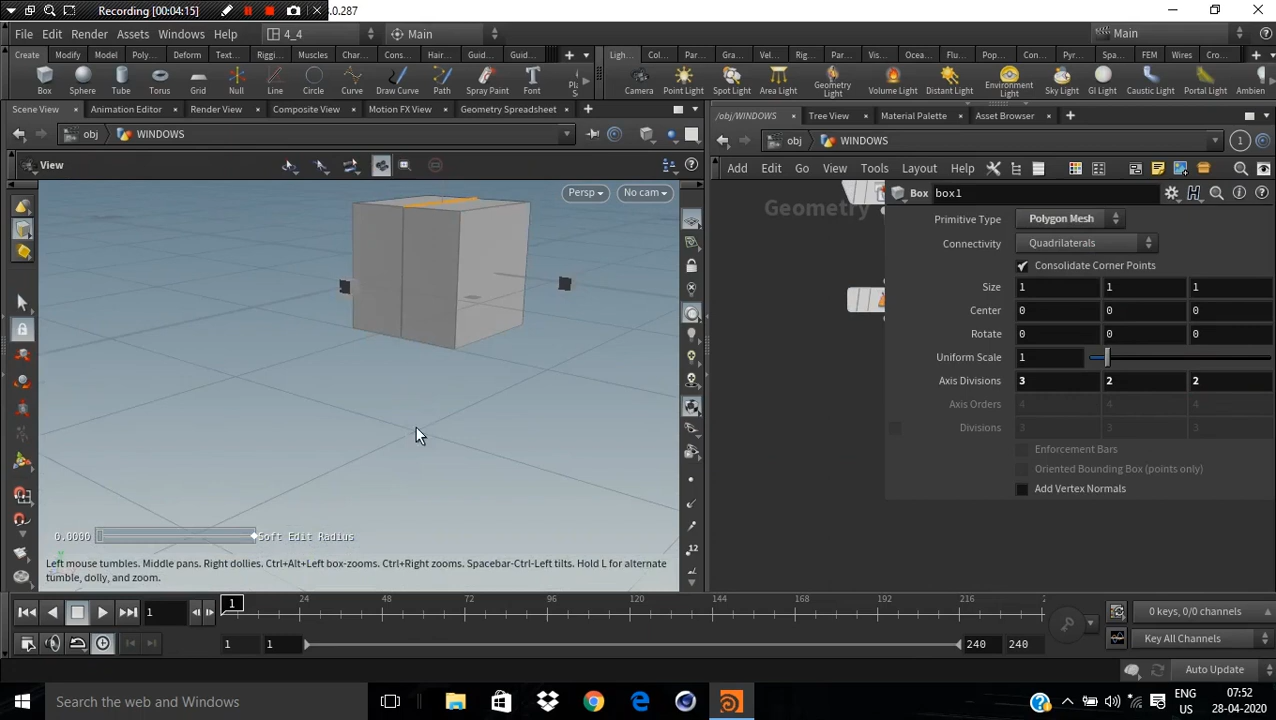 Recording [00:04:15]
.0.287
File Edit Render Assets Windows Help
4_4
Main
Main
Create Modify Model... Poly... Deform Text... Riggi... Muscles Char... Cons... Hair... Guid... Guid...
Ligh... Col... Par... Gra... Vel... Rig... Par... Vis... Ocea... Flu... Pop... Con... Pyr... Spa... FEM Wires Cro...
Box Sphere Tube Torus Grid Null Line Circle Curve Draw Curve Path Spray Paint Font
Camera Point Light Spot Light Area Light Geometry Light Volume Light Distant Light Environment Light Sky Light GI Light Caustic Light Portal Light Ambien
Scene View Animation Editor Render View Composite View Motion FX View Geometry Spreadsheet
/obj/WINDOWS Tree View Material Palette Asset Browser
obj WINDOWS
obj WINDOWS
1
View
Add Edit Go View Tools Layout Help
Persp No cam
Geometry
Box box1
Primitive Type Polygon Mesh
Connectivity Quadrilaterals
Consolidate Corner Points
Size 1 1 1
Center 0 0 0
Rotate 0 0 0
Uniform Scale 1
Axis Divisions 3 2 2
Axis Orders 4 4 4
Divisions 3 3 3
Enforcement Bars
Oriented Bounding Box (points only)
Add Vertex Normals
12
0.0000 Soft Edit Radius
Left mouse tumbles. Middle pans. Right dollies. Ctrl+Alt+Left box-zooms. Ctrl+Right zooms. Spacebar-Ctrl-Left tilts. Hold L for alternate
tumble, dolly, and zoom.
1 1 24 48 72 96 120 144 168 192 216 2
0 keys, 0/0 channels
1 1 240 240
Key All Channels
Auto Update
Search the web and Windows
ENG
US
07:52
28-04-2020